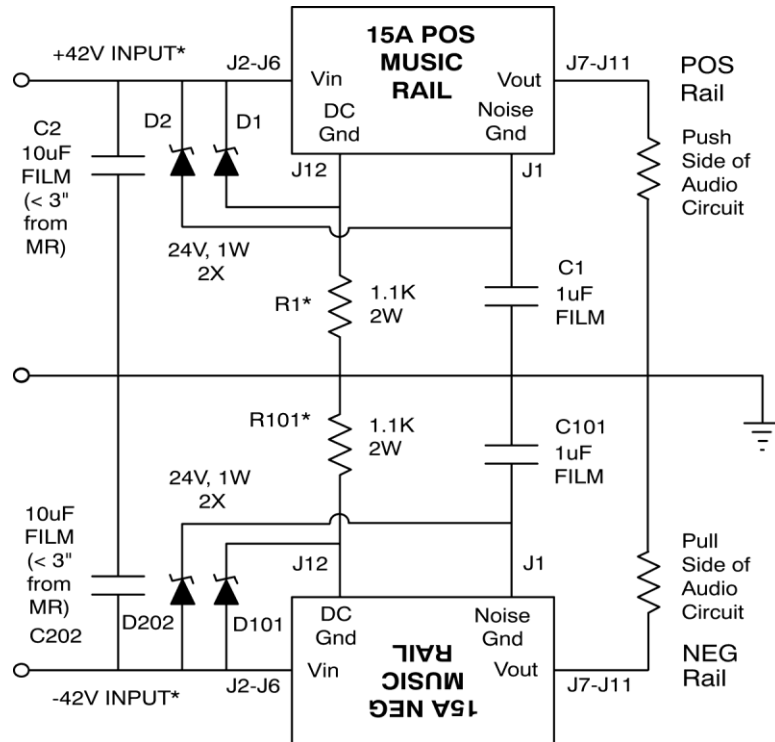 +42V INPUT*
J2-J6
15A POS
MUSIC
RAIL
Vin
Vout
DC
Gnd
Noise
Gnd
J7-J11
POS
Rail
C2
10uF
FILM
(< 3"
from
MR)
D2
D1
J12
J1
Push
Side of
Audio
Circuit
24V, 1W
2X
R1*
1.1K
2W
C1
1uF
FILM
R101*
1.1K
2W
C101
1uF
FILM
24V, 1W
2X
10uF
FILM
(< 3"
from
MR)
C202
D202
D101
J12
J1
Pull
Side of
Audio
Circuit
DC
Gnd
Noise
Gnd
Vin
Vout
15A NEG
MUSIC
RAIL
-42V INPUT*
J2-J6
J7-J11
NEG
Rail